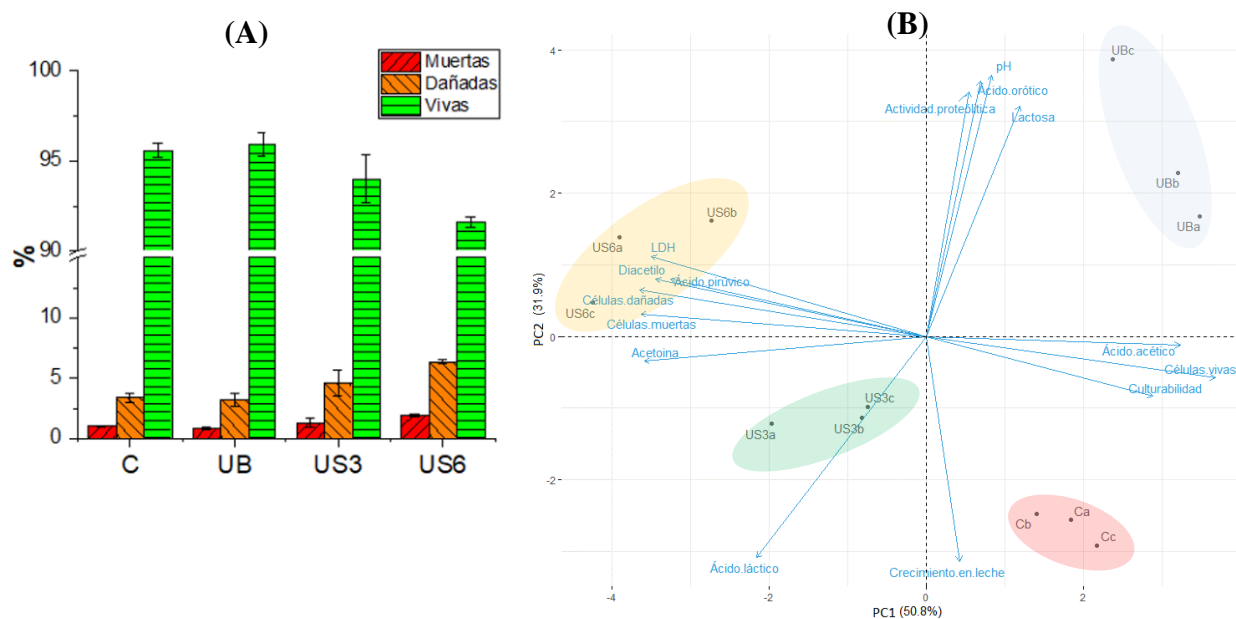 (A)
Muertas
Dañadas
Vivas
100
95
90
10
5
0
%
C UB US3 US6
(B)
4
2
0
-2
PC2 (31.9%)
UBc
pH
Ácido.orótico
Actividad.proteolítica
Lactosa
UBb
UBa
US6b
US6a
LDH
Diacetilo
Ácido.pirúvico
Células.dañadas
US6c
Células.muertas
Acetoina
Ácido.acético
Células.vivas
Culturabilidad
US3c
US3a
US3b
Cb
Ca
Cc
Ácido.láctico
Crecimiento.en.leche
-4 -2 0 2
PC1 (50.8%)